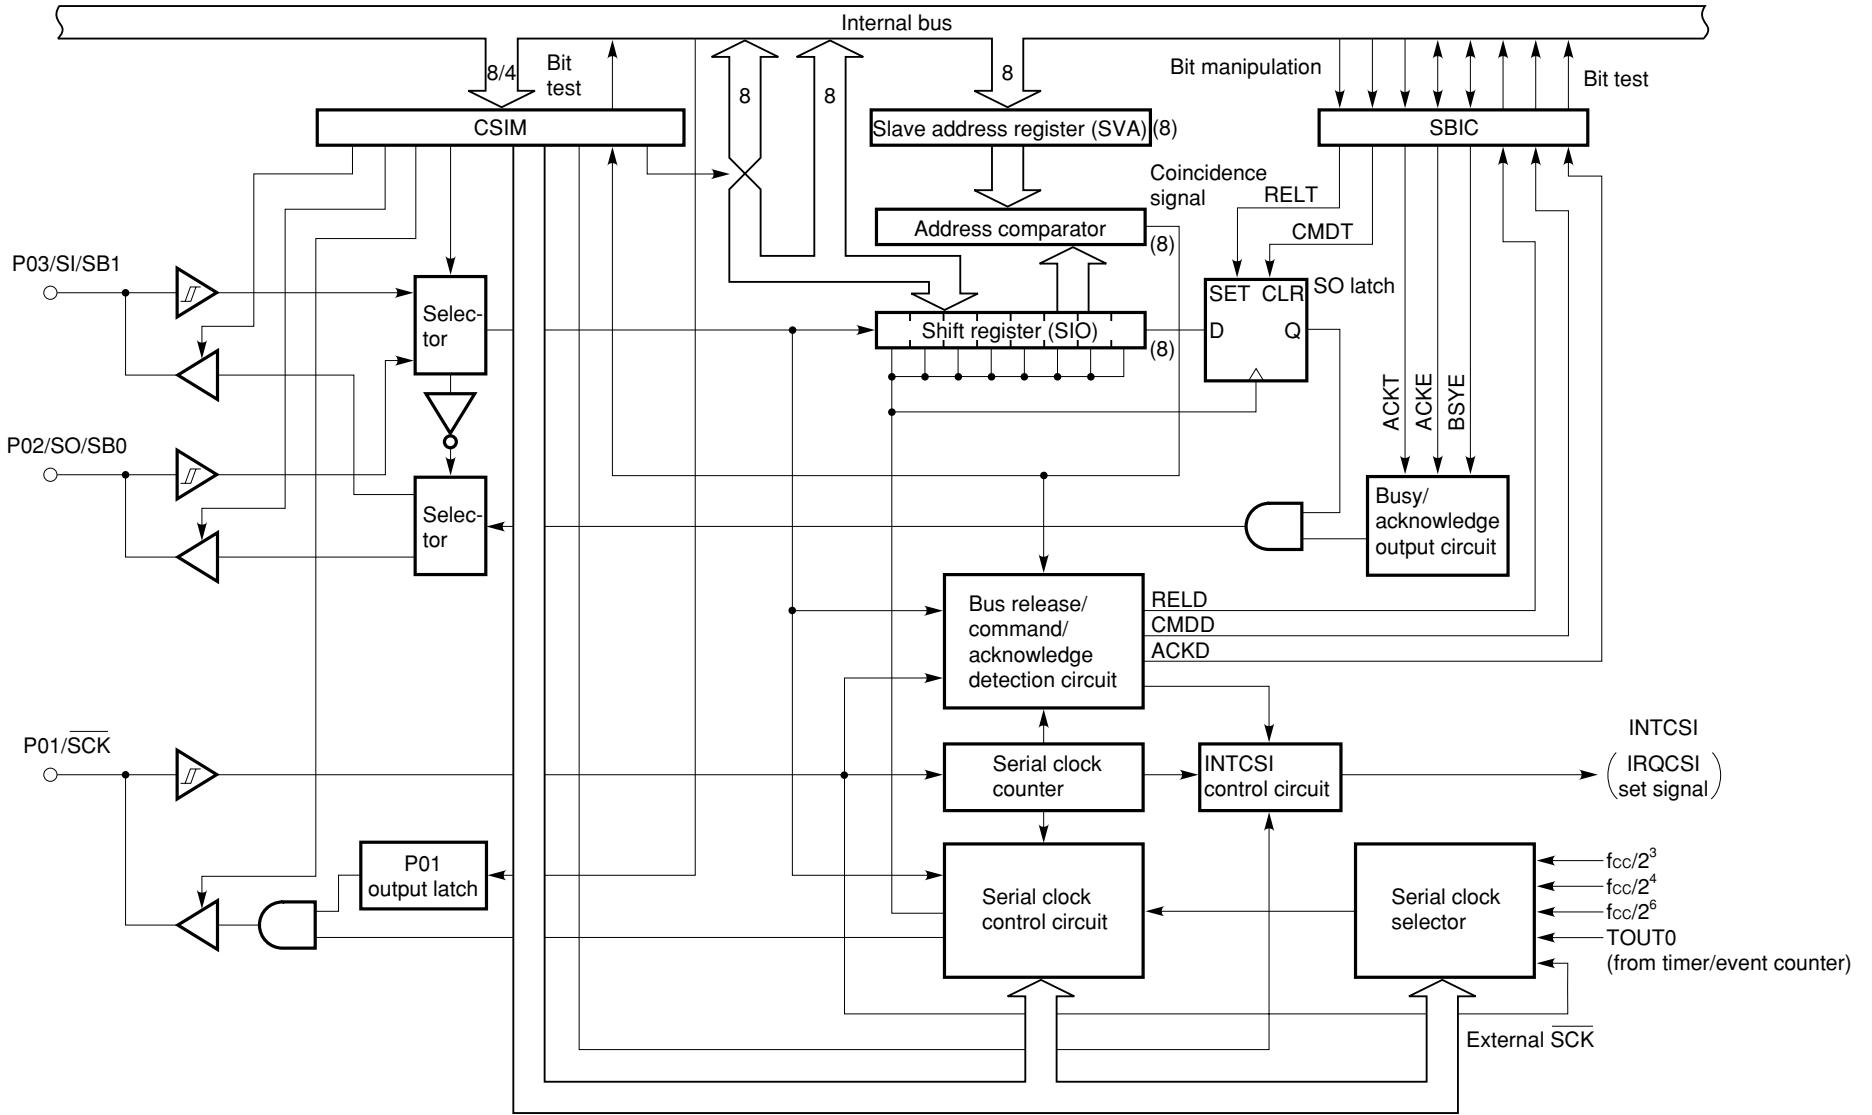 Internal bus
8/4
Bit
test
8
8
8
Bit manipulation
Bit test
CSIM
Slave address register (SVA)
(8)
SBIC
Coincidence
signal
RELT
CMDT
Address comparator
(8)
P03/SI/SB1
Selec-
tor
SET CLR
SO latch
D
Q
Shift register (SIO)
(8)
ACKT
ACKE
BSYE
P02/SO/SB0
Selec-
tor
Busy/
acknowledge
output circuit
Bus release/
command/
acknowledge
detection circuit
RELD
CMDD
ACKD
P01/SCK
Serial clock
counter
INTCSI
control circuit
INTCSI
(IRQCSI
set signal)
P01
output latch
Serial clock
control circuit
Serial clock
selector
fcc/2³
fcc/2⁴
fcc/2⁶
TOUT0
(from timer/event counter)
External SCK